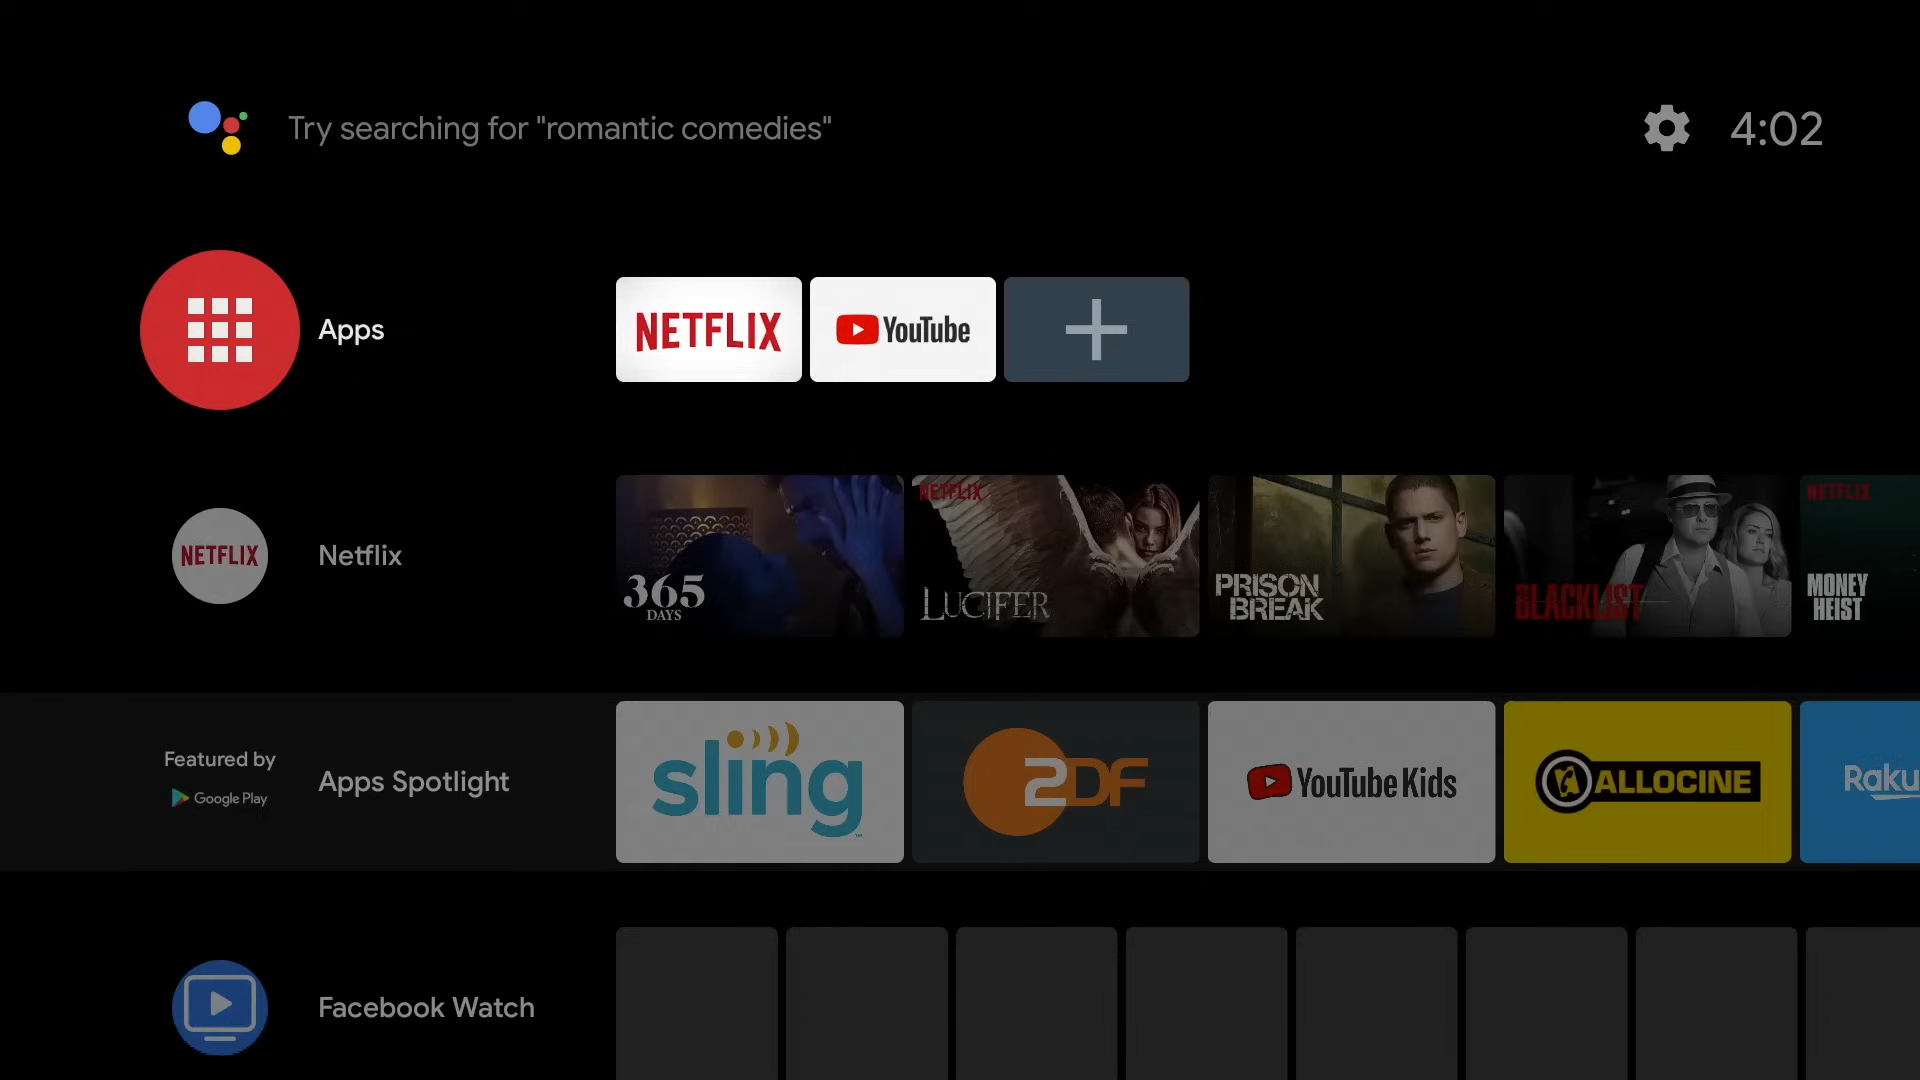 Try searching for "romantic comedies"
4:02
Apps
NETFLIX
YouTube
NETFLIX
Netflix
365
DAYS
NETFLIX
LUCIFER
PRISON
BREAK
BLACKLIST
NETFLIX
MONEY
HEIST
Featured by
Google Play
Apps Spotlight
sling
ZDF
YouTube Kids
ALLOCINE
Raku
Facebook Watch